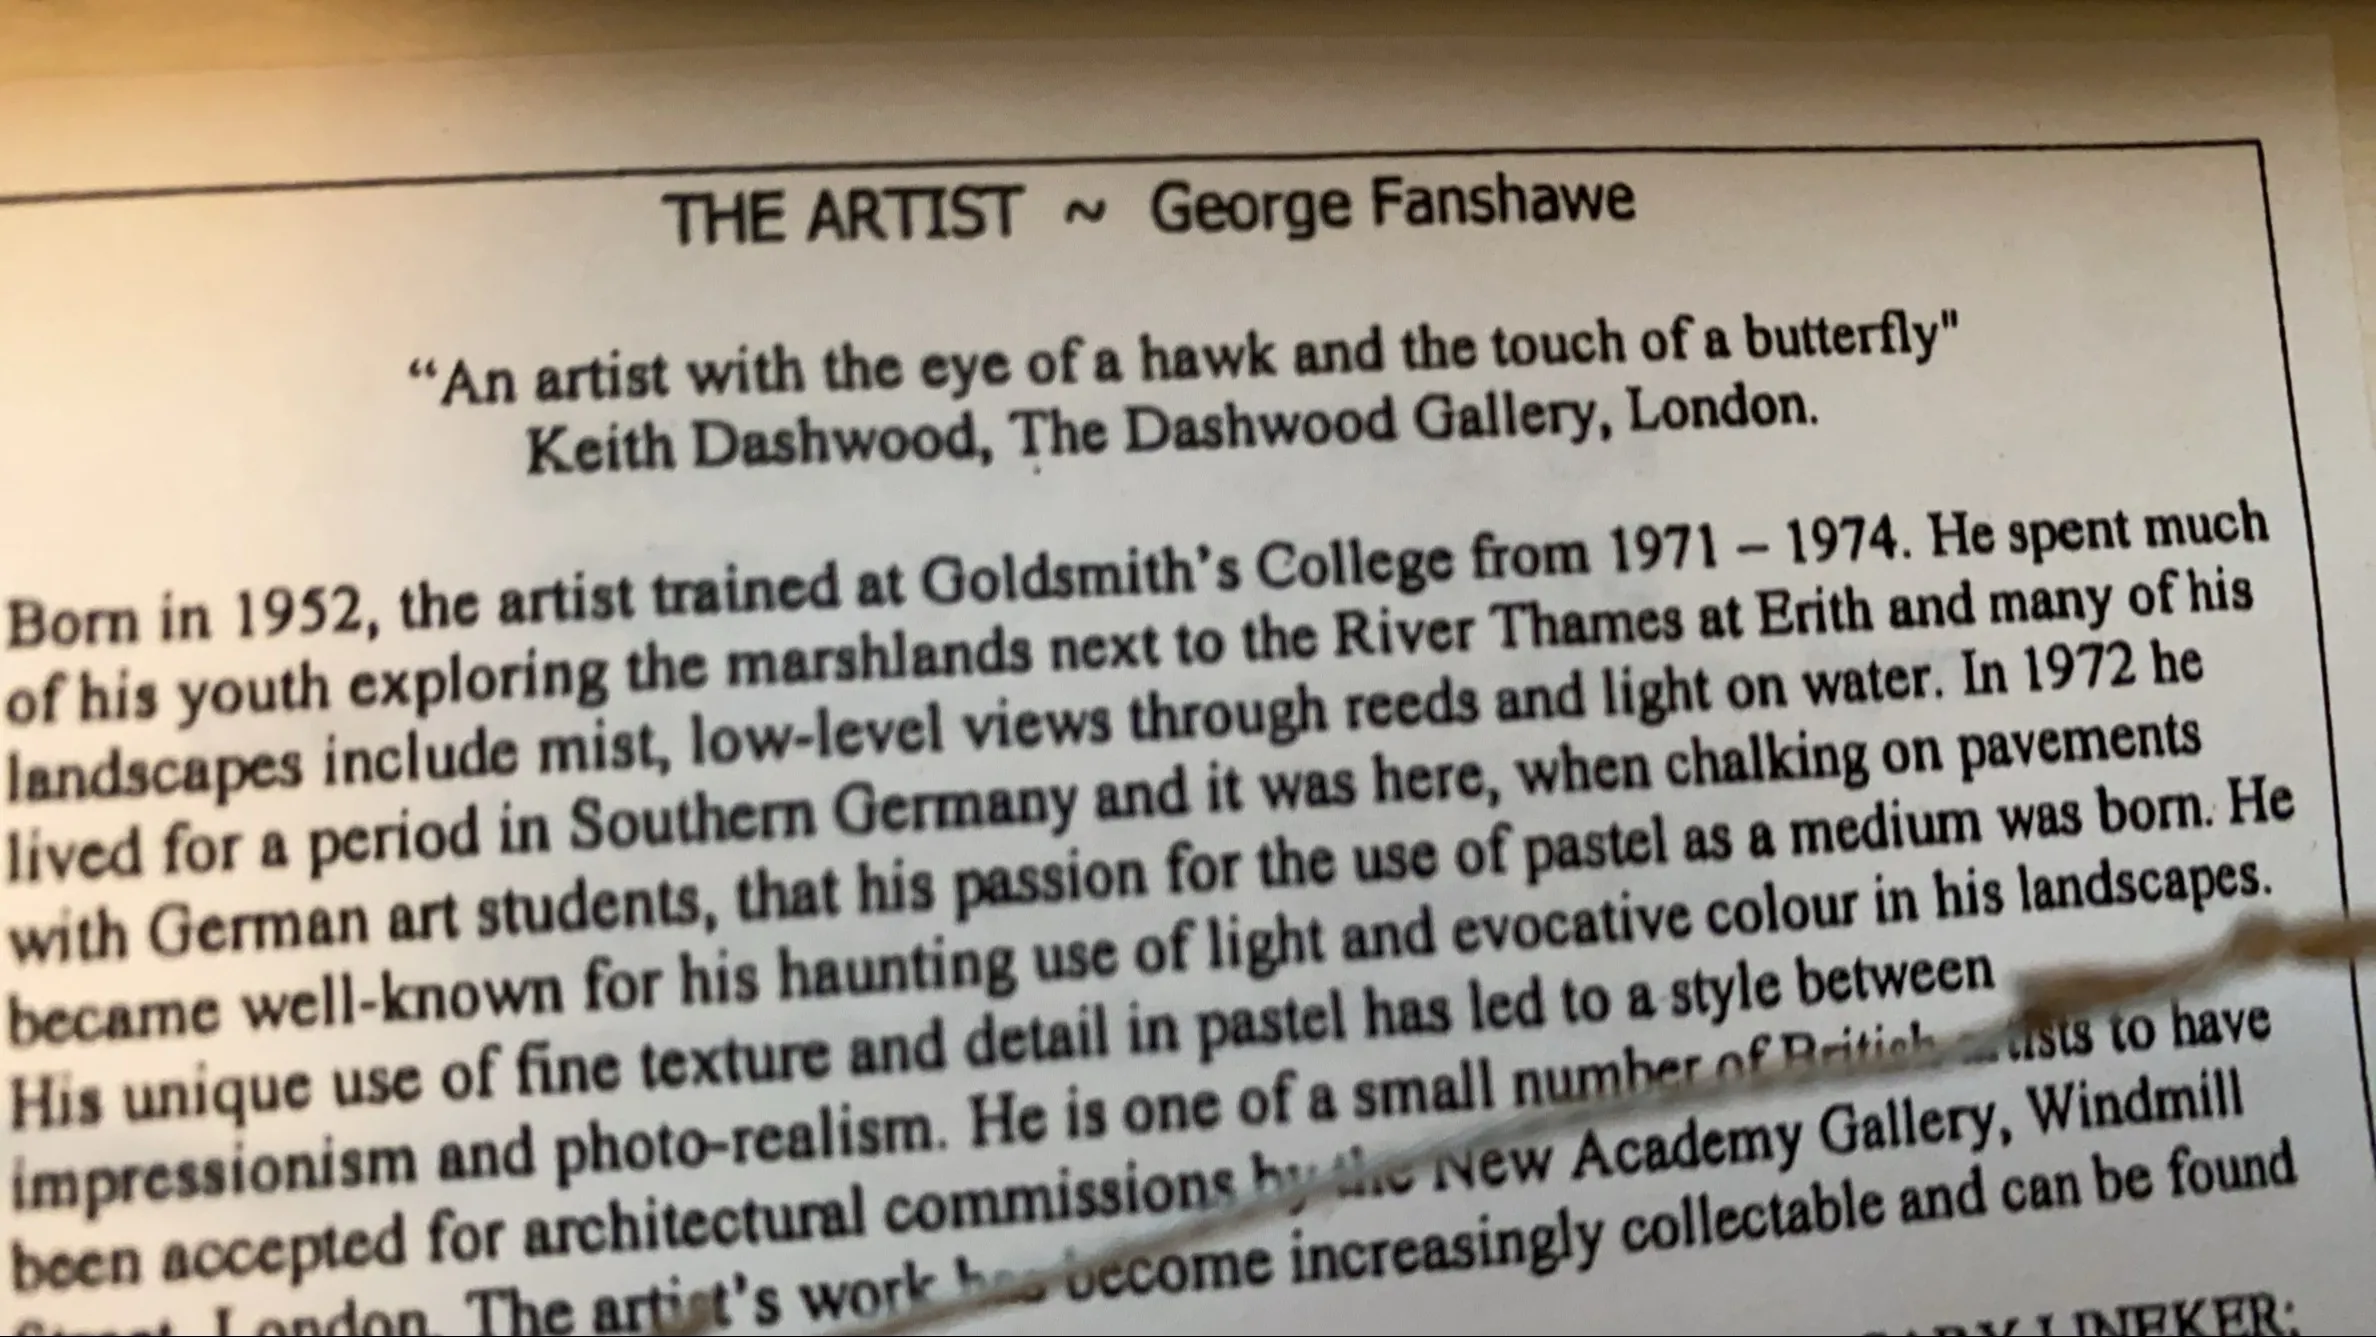 THE ARTIST ~ George Fanshawe
“An artist with the eye of a hawk and the touch of a butterfly"
Keith Dashwood, The Dashwood Gallery, London.
Born in 1952, the artist trained at Goldsmith’s College from 1971 – 1974. He spent much
of his youth exploring the marshlands next to the River Thames at Erith and many of his
landscapes include mist, low-level views through reeds and light on water. In 1972 he
lived for a period in Southern Germany and it was here, when chalking on pavements
with German art students, that his passion for the use of pastel as a medium was born. He
became well-known for his haunting use of light and evocative colour in his landscapes.
His unique use of fine texture and detail in pastel has led to a style between
impressionism and photo-realism. He is one of a small number of British artists to have
been accepted for architectural commissions by the New Academy Gallery, Windmill
Street, London. The artist’s work has become increasingly collectable and can be found
LINEKER: